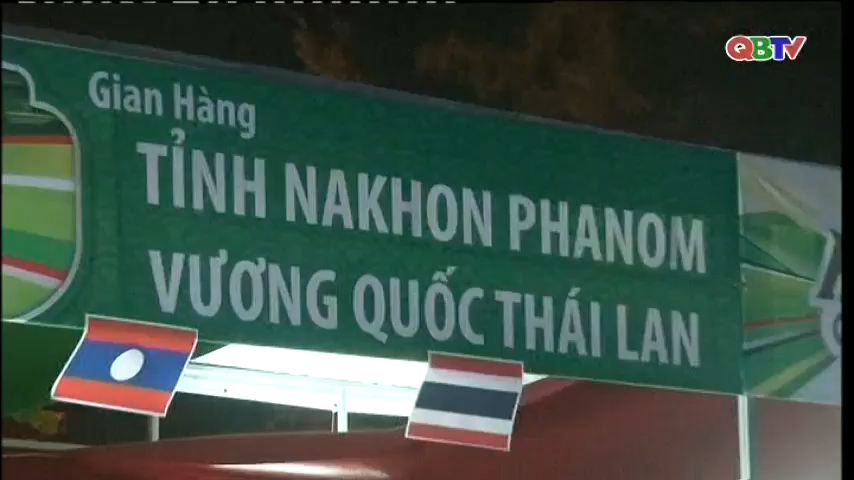 QBTV
Gian Hàng
TỈNH NAKHON PHANOM
VƯƠNG QUỐC THÁI LAN